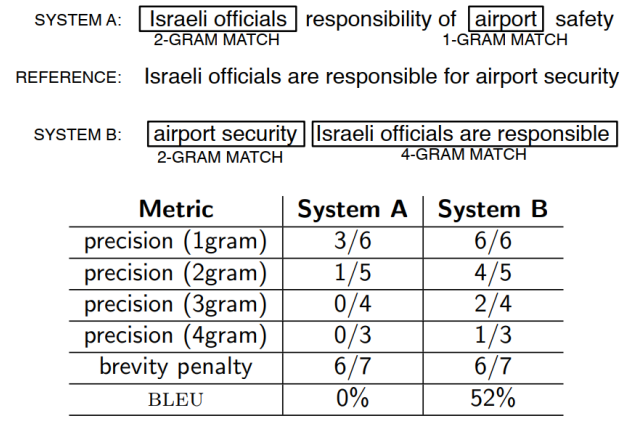 SYSTEM A: Israeli officials responsibility of airport safety
2-GRAM MATCH 1-GRAM MATCH
REFERENCE: Israeli officials are responsible for airport security
SYSTEM B: airport security Israeli officials are responsible
2-GRAM MATCH 4-GRAM MATCH
Metric System A System B
precision (1gram) 3/6 6/6
precision (2gram) 1/5 4/5
precision (3gram) 0/4 2/4
precision (4gram) 0/3 1/3
brevity penalty 6/7 6/7
BLEU 0% 52%